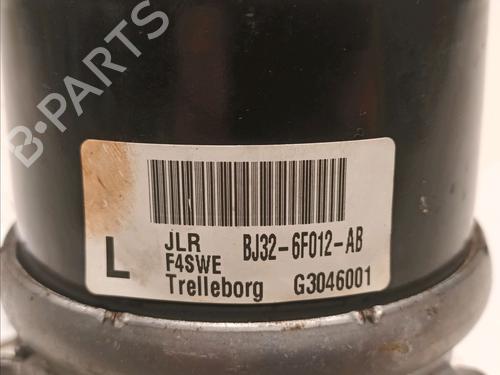 B-PARTS
L
JLR BJ32-6F012-AB
F4SWE
Trelleborg G3046001